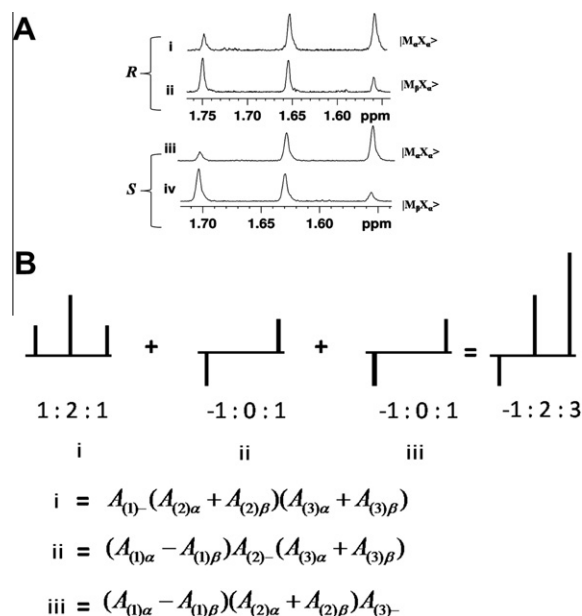 A
R
i
|MαXα>
ii
|MβXα>
1.75 1.70 1.65 1.60 ppm
S
iii
|MαXα>
iv
|MβXα>
1.70 1.65 1.60 ppm
B
+ + =
1 : 2 : 1 -1 : 0 : 1 -1 : 0 : 1 -1 : 2 : 3
i ii iii
i = A(1)–(A(2)α + A(2)β)(A(3)α + A(3)β)
ii = (A(1)α − A(1)β)A(2)–(A(3)α + A(3)β)
iii = (A(1)α − A(1)β)(A(2)α + A(2)β)A(3)–